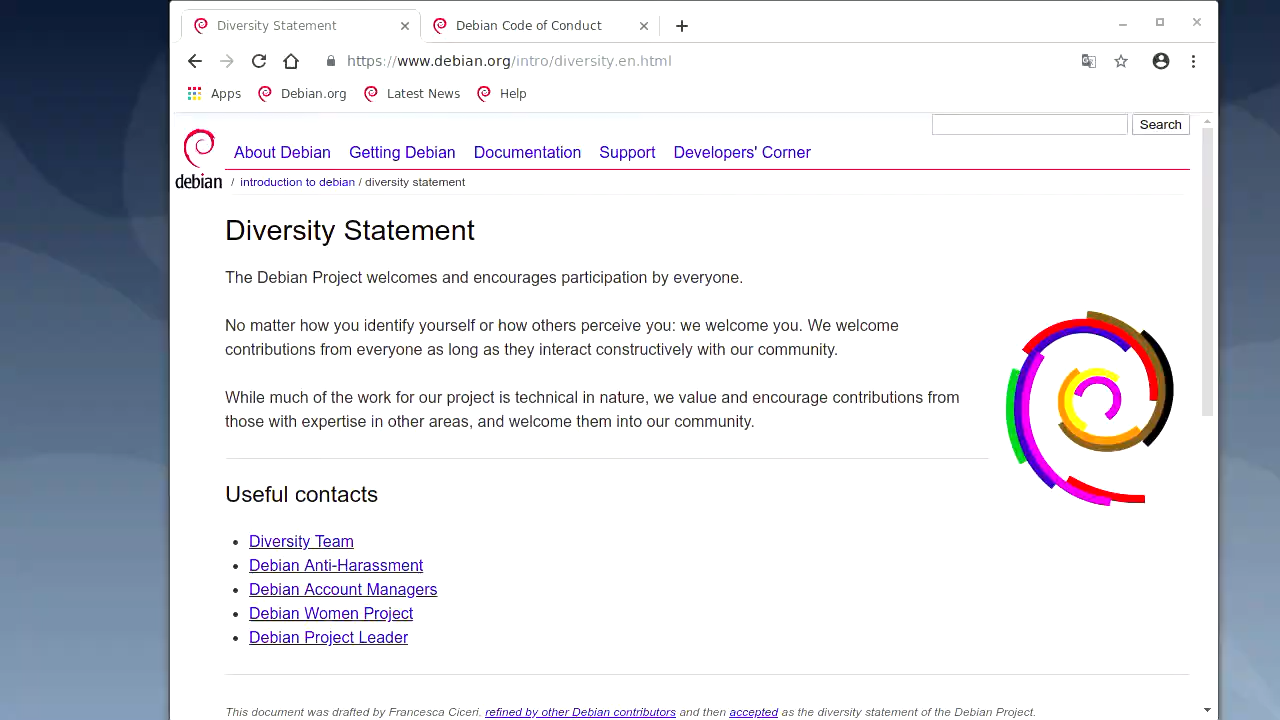 Diversity Statement
Debian Code of Conduct
https://www.debian.org/intro/diversity.en.html
Apps
Debian.org
Latest News
Help
Search
debian
About Debian
Getting Debian
Documentation
Support
Developers' Corner
/ introduction to debian / diversity statement
Diversity Statement
The Debian Project welcomes and encourages participation by everyone.
No matter how you identify yourself or how others perceive you: we welcome you. We welcome
contributions from everyone as long as they interact constructively with our community.
While much of the work for our project is technical in nature, we value and encourage contributions from
those with expertise in other areas, and welcome them into our community.
Useful contacts
Diversity Team
Debian Anti-Harassment
Debian Account Managers
Debian Women Project
Debian Project Leader
This document was drafted by Francesca Ciceri, refined by other Debian contributors and then accepted as the diversity statement of the Debian Project.